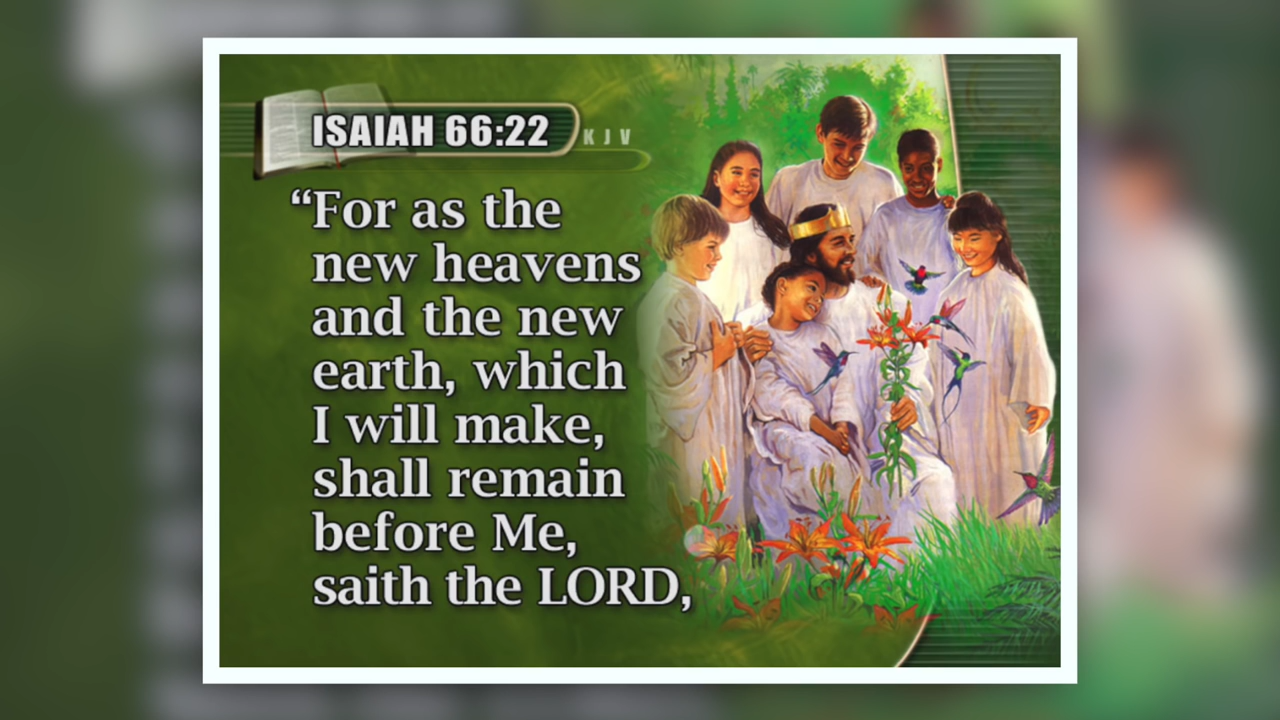 ISAIAH 66:22 KJV
“For as the
new heavens
and the new
earth, which
I will make,
shall remain
before Me,
saith the LORD,